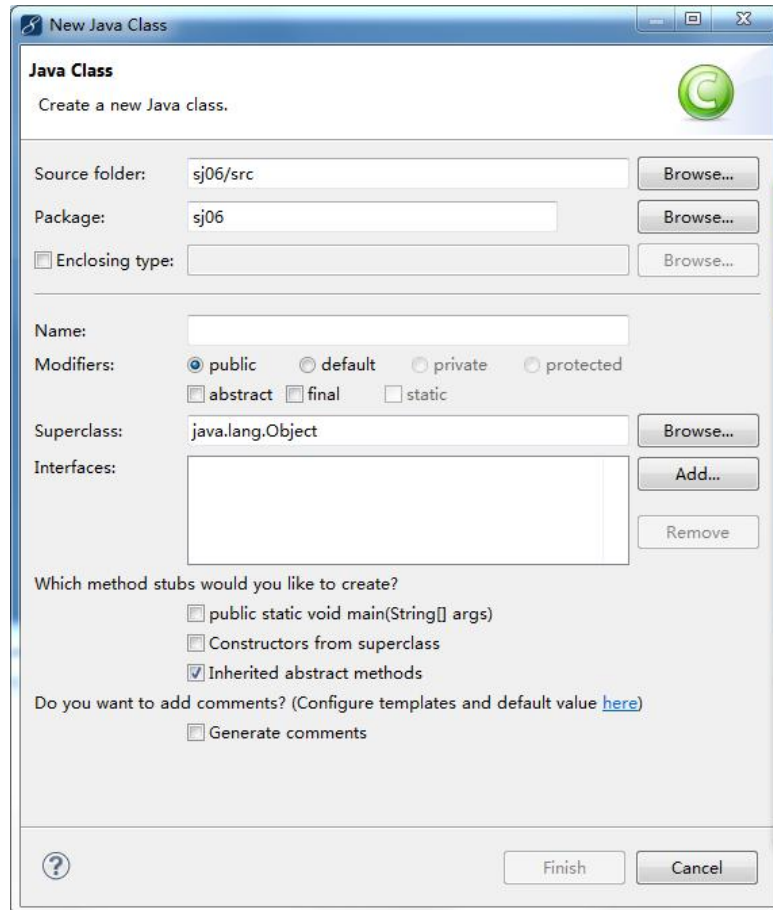 New Java Class
Java Class
Create a new Java class.
Source folder: sj06/src Browse...
Package: sj06 Browse...
Enclosing type: Browse...
Name:
Modifiers: public default private protected
abstract final static
Superclass: java.lang.Object Browse...
Interfaces: Add...
Remove
Which method stubs would you like to create?
public static void main(String[] args)
Constructors from superclass
Inherited abstract methods
Do you want to add comments? (Configure templates and default value here)
Generate comments
? Finish Cancel